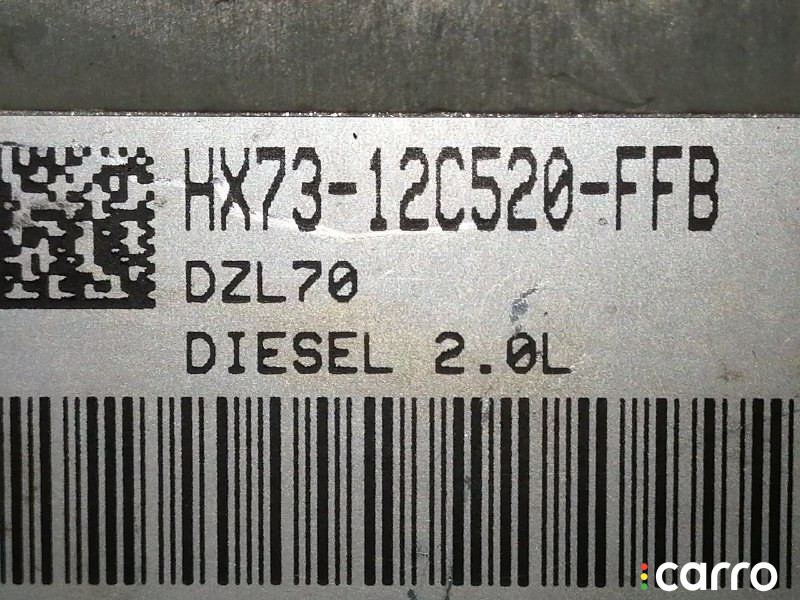 HX73-12C520-FFB
DZL70
DIESEL 2.0L
carro